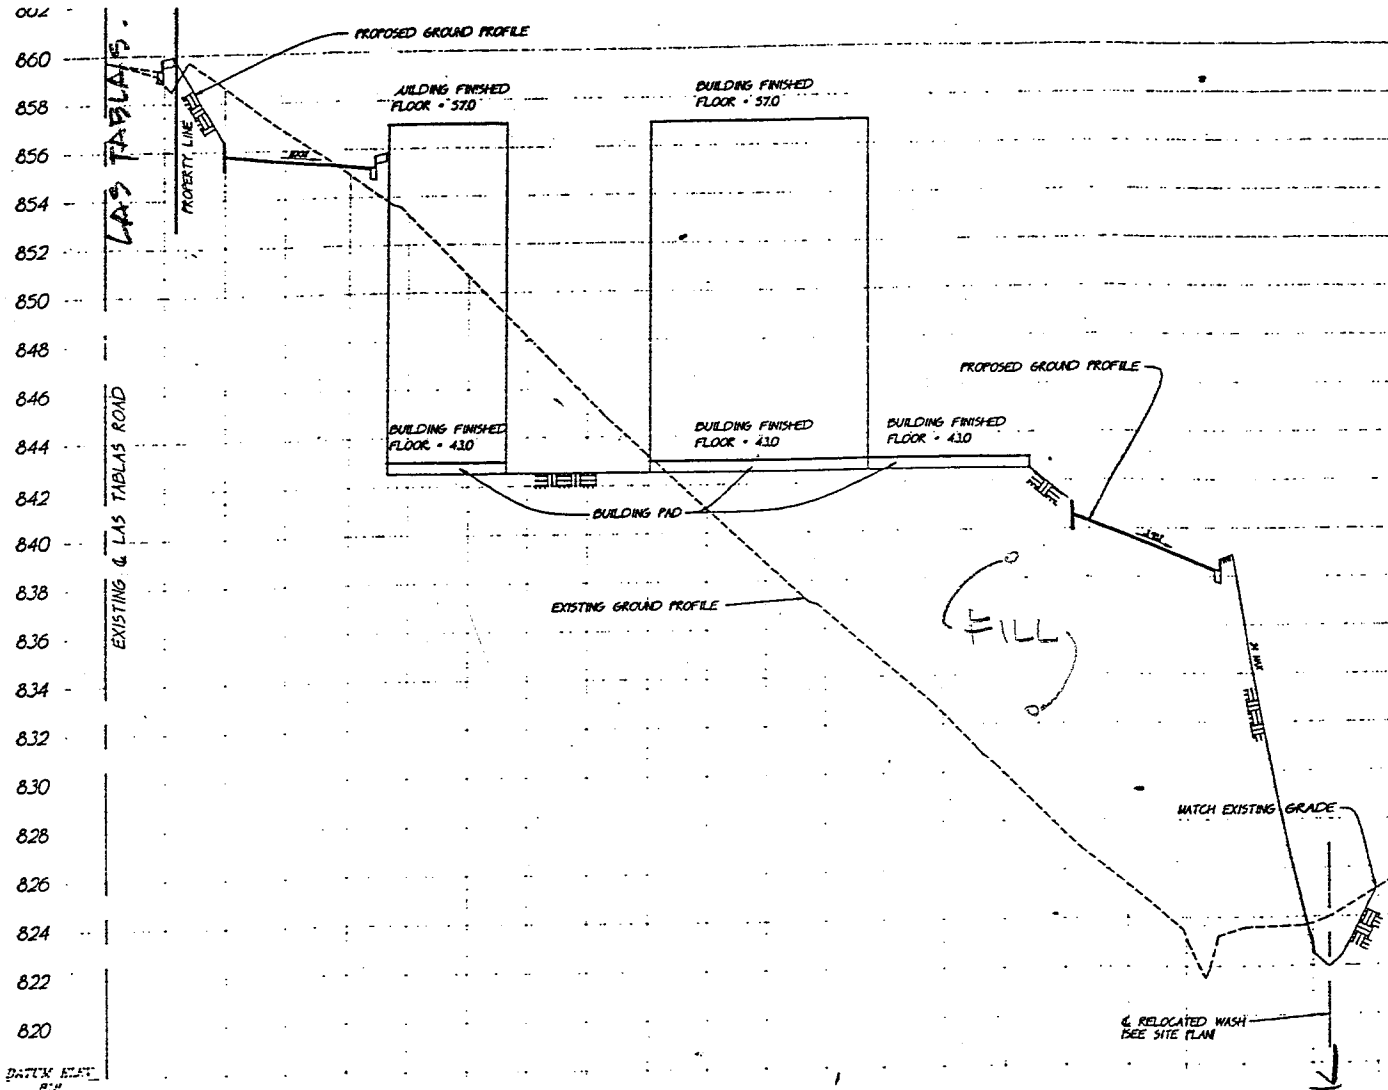 862
860
858
856
854
852
850
848
846
844
842
840
838
836
834
832
830
828
826
824
822
820
DATUM ELEV.
LAS TABLAS.
PROPERTY LINE
EXISTING ℄ LAS TABLAS ROAD
PROPOSED GROUND PROFILE
BUILDING FINISHED
FLOOR = 57.0
BUILDING FINISHED
FLOOR = 57.0
BUILDING FINISHED
FLOOR = 43.0
BUILDING FINISHED
FLOOR = 43.0
BUILDING FINISHED
FLOOR = 43.0
PROPOSED GROUND PROFILE
BUILDING PAD
EXISTING GROUND PROFILE
FILL
MATCH EXISTING GRADE
℄ RELOCATED WASH
(SEE SITE PLAN)